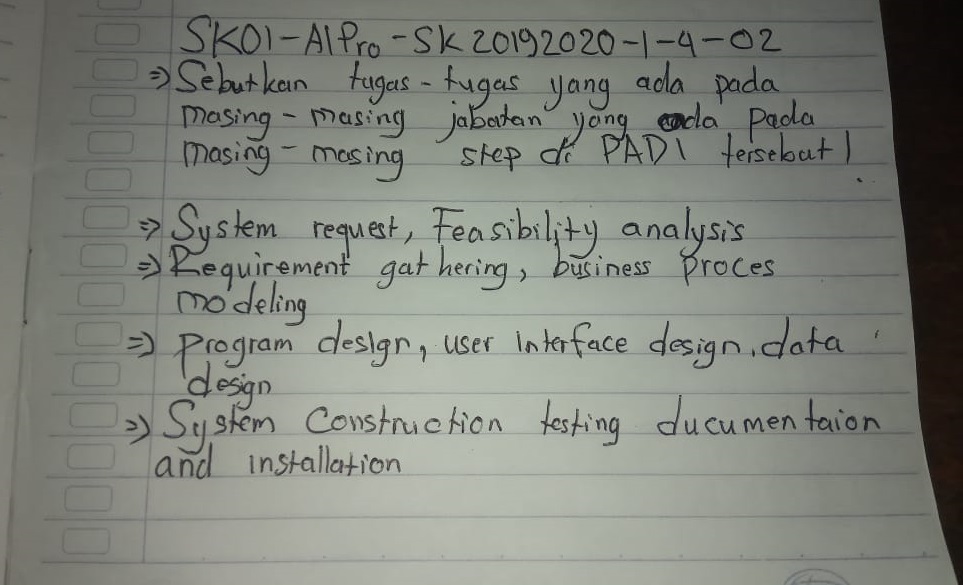 SK01-AlPro-SK20192020-1-4-02
=> Sebutkan tugas-tugas yang ada pada
masing-masing jabatan yang ada pada
masing-masing step di PADI tersebut!
=> System request, Feasibility analysis
=> Requirement gathering, business proces
modeling
=> program design, user interface design, data
design
=> System Construction testing ducumentaion
and installation